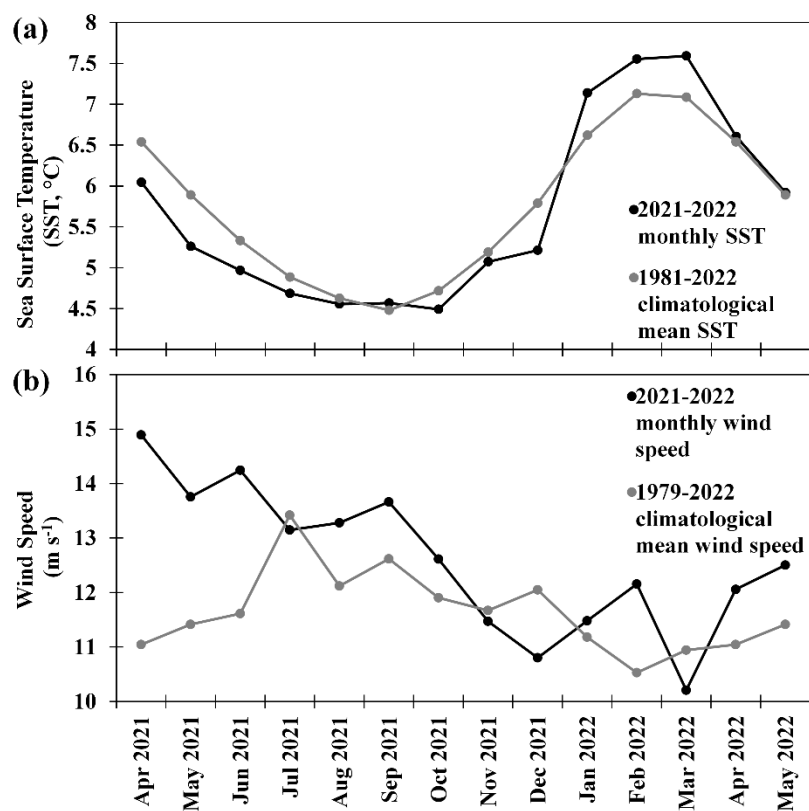 (a)
Sea Surface Temperature
(SST, °C)
8
7.5
7
6.5
6
5.5
5
4.5
4
2021-2022
monthly SST
1981-2022
climatological
mean SST
(b)
Wind Speed
(m s⁻¹)
16
15
14
13
12
11
10
2021-2022
monthly wind
speed
1979-2022
climatological
mean wind speed
Apr 2021
May 2021
Jun 2021
Jul 2021
Aug 2021
Sep 2021
Oct 2021
Nov 2021
Dec 2021
Jan 2022
Feb 2022
Mar 2022
Apr 2022
May 2022